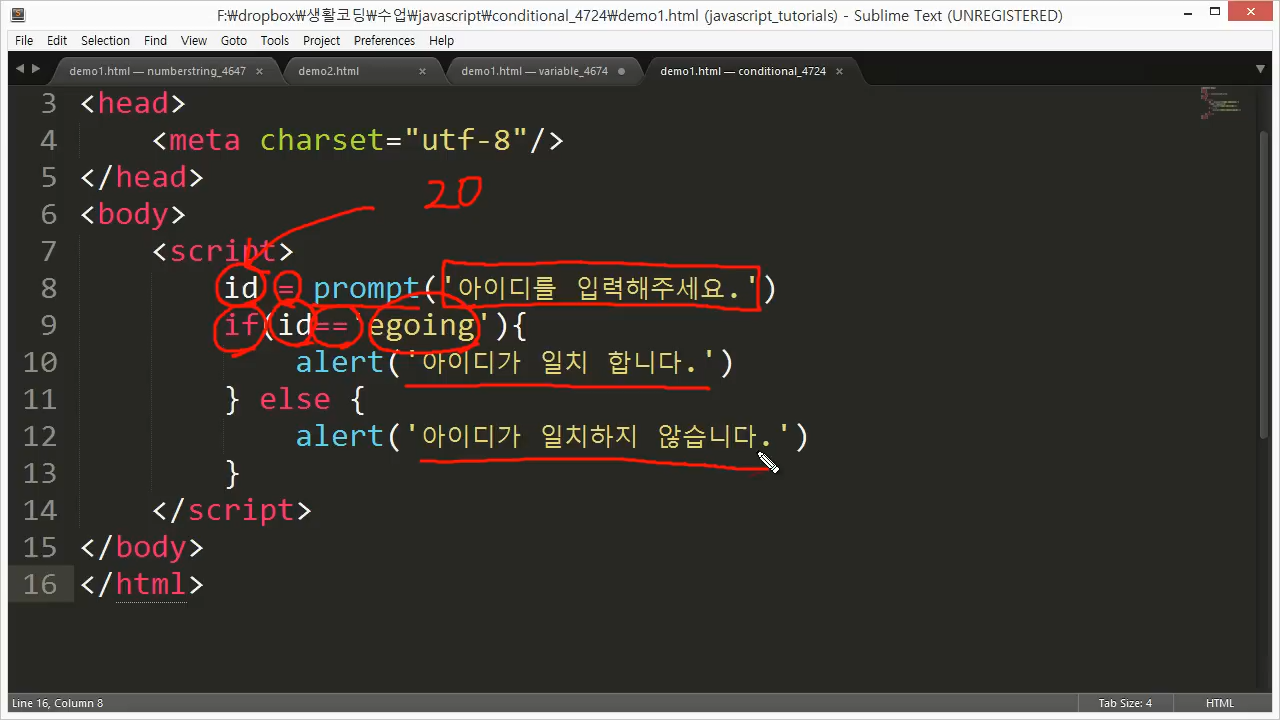 F:₩dropbox₩생활코딩₩수업₩javascript₩conditional_4724₩demo1.html (javascript_tutorials) - Sublime Text (UNREGISTERED)
File Edit Selection Find View Goto Tools Project Preferences Help
demo1.html — numberstring_4647 demo2.html demo1.html — variable_4674 demo1.html — conditional_4724
3 <head>
4 <meta charset="utf-8"/>
5 </head>
20
6 <body>
7 <script>
8 id = prompt('아이디를 입력해주세요.')
9 if(id=='egoing'){
10 alert('아이디가 일치 합니다.')
11 } else {
12 alert('아이디가 일치하지 않습니다.')
13 }
14 </script>
15 </body>
16 </html>
Line 16, Column 8 Tab Size: 4 HTML